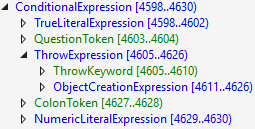 ConditionalExpression [4598..4630)
TrueLiteralExpression [4598..4602)
QuestionToken [4603..4604)
ThrowExpression [4605..4626)
ThrowKeyword [4605..4610)
ObjectCreationExpression [4611..4626)
ColonToken [4627..4628)
NumericLiteralExpression [4629..4630)